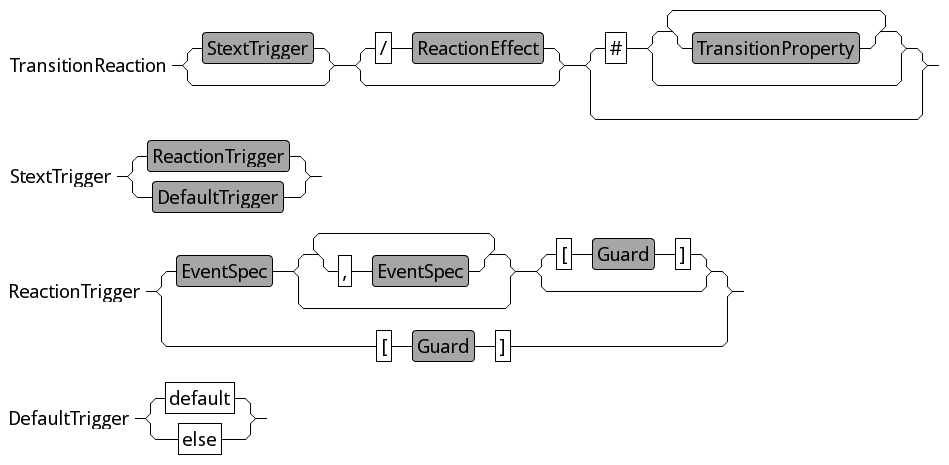 TransitionReaction StextTrigger / ReactionEffect # TransitionProperty
StextTrigger ReactionTrigger
DefaultTrigger
ReactionTrigger EventSpec , EventSpec [ Guard ]
[ Guard ]
DefaultTrigger default
else